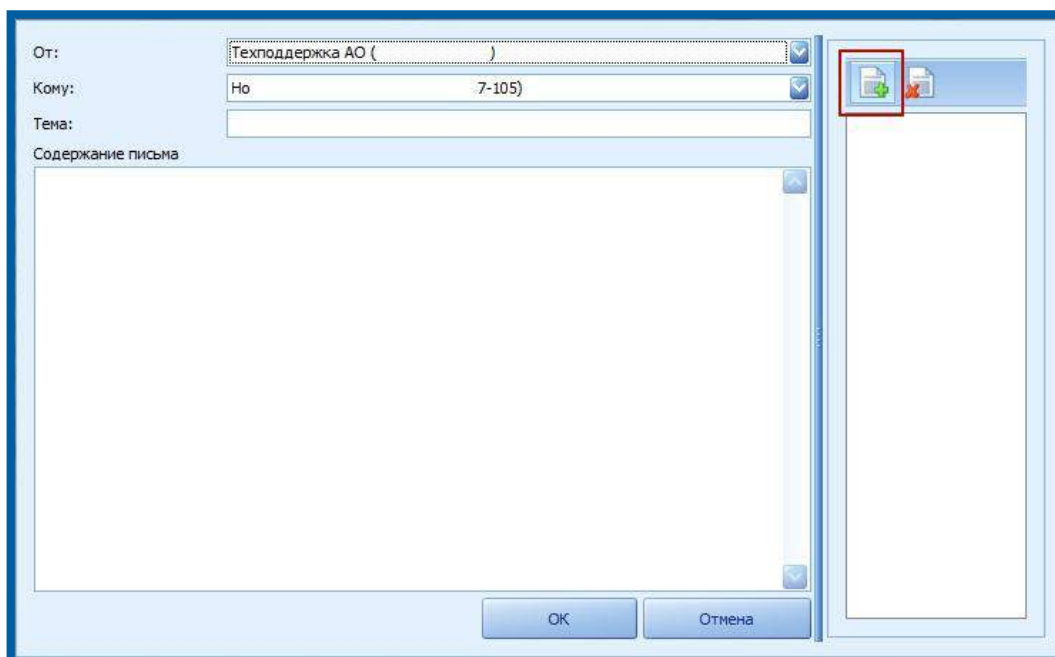 От: Техподдержка АО ( )
Кому: Но 7-105)
Тема:
Содержание письма
ОК Отмена